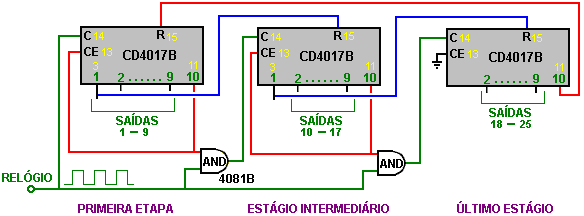 C 14 R 15
CE 13
CD4017B
3 11
1 2 ...... 9 10
SAÍDAS
1 – 9
C 14 R 15
CE 13
CD4017B
3 11
1 2 ...... 9 10
SAÍDAS
10 – 17
C 14 R 15
CE 13
CD4017B
11
2 ...... 9 10
SAÍDAS
18 – 25
AND
4081B
AND
RELÓGIO
PRIMEIRA ETAPA
ESTÁGIO INTERMEDIÁRIO
ÚLTIMO ESTÁGIO